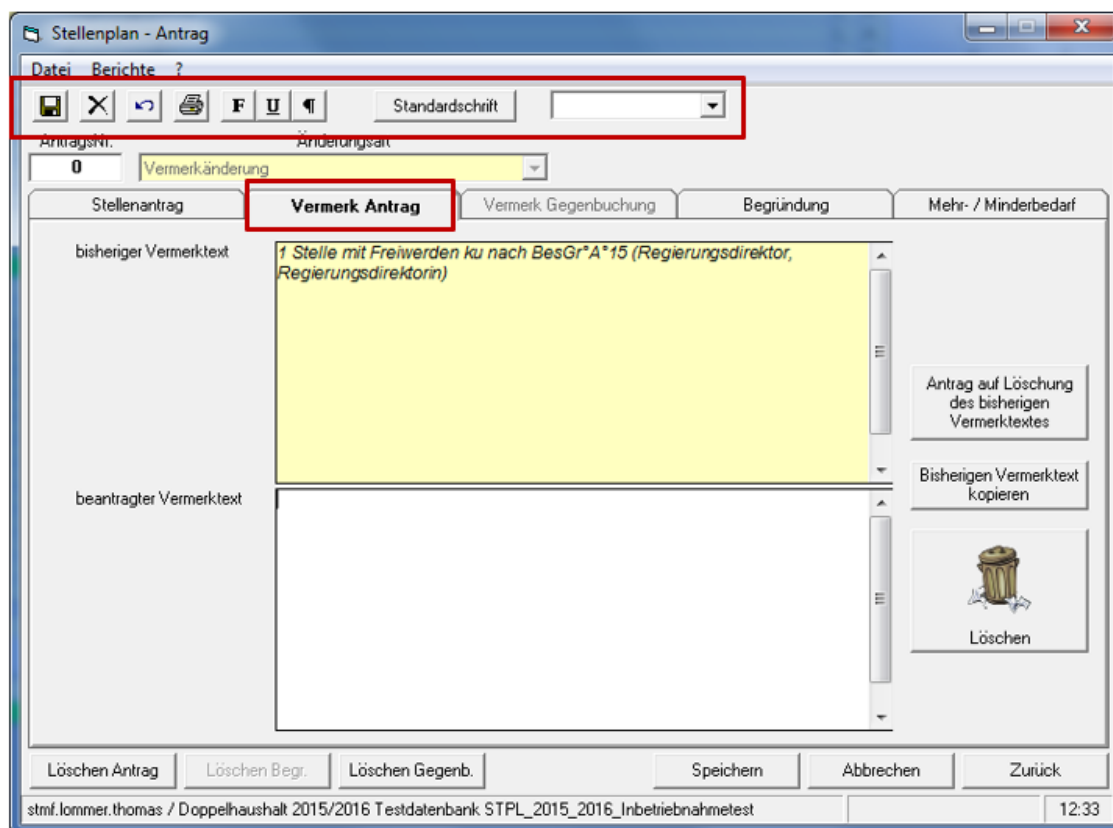 Stellenplan - Antrag
Datei Berichte ?
F U ¶ Standardschrift
AntragsNr. Änderungsart
0 Vermerkänderung
Stellenantrag Vermerk Antrag Vermerk Gegenbuchung Begründung Mehr- / Minderbedarf
bisheriger Vermerktext
1 Stelle mit Freiwerden ku nach BesGr°A°15 (Regierungsdirektor,
Regierungsdirektorin)
Antrag auf Löschung
des bisherigen
Vermerktextes
Bisherigen Vermerktext
kopieren
beantragter Vermerktext
Löschen
Löschen Antrag Löschen Begr. Löschen Gegenb. Speichern Abbrechen Zurück
stmf.lommer.thomas / Doppelhaushalt 2015/2016 Testdatenbank STPL_2015_2016_Inbetriebnahmetest 12:33